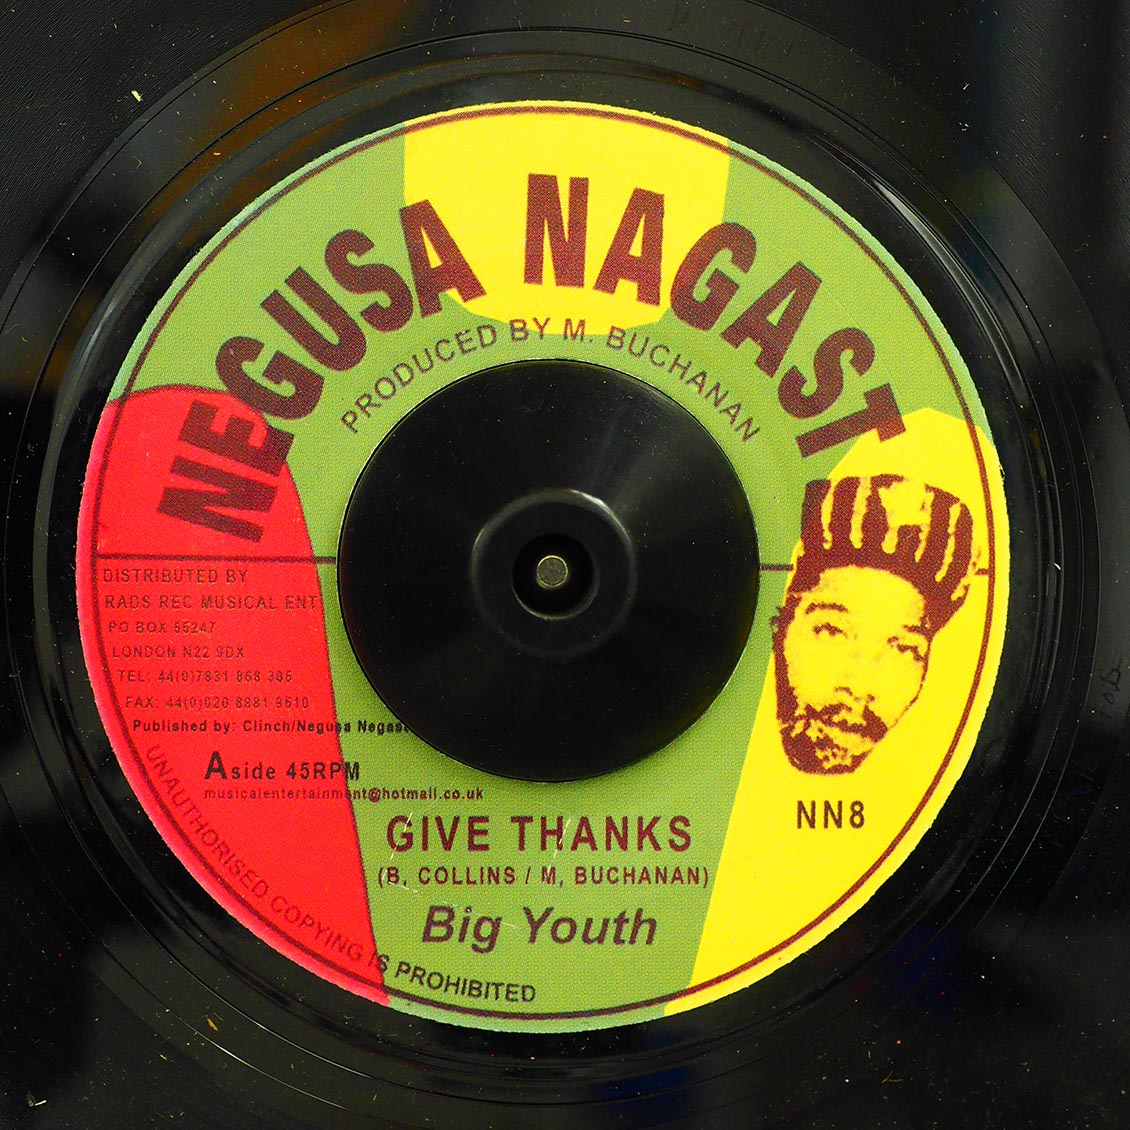 NEGUSA NAGAST
PRODUCED BY M. BUCHANAN
DISTRIBUTED BY
RADS REC MUSICAL ENT
PO BOX 55247
LONDON N22 9DX
TEL: 44(0)7831 868 385
FAX: 44(0)020 8881 9510
Published by: Clinch/Negusa Negast
Aside 45RPM
musicalentertainment@hotmail.co.uk
NN8
GIVE THANKS
(B, COLLINS / M, BUCHANAN)
Big Youth
UNAUTHORISED COPYING IS PROHIBITED